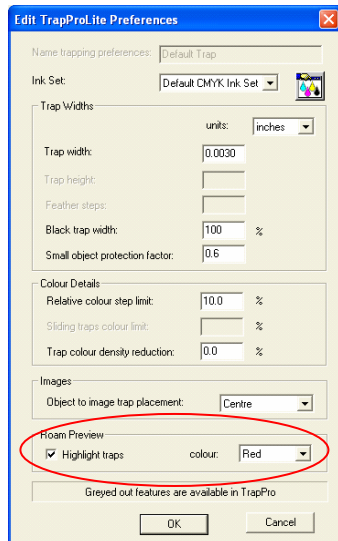 Edit TrapProLite Preferences
Name trapping preferences: Default Trap
Ink Set: Default CMYK Ink Set
Trap Widths
units: inches
Trap width: 0.0030
Trap height:
Feather steps:
Black trap width: 100 %
Small object protection factor: 0.6
Colour Details
Relative colour step limit: 10.0 %
Sliding traps colour limit: %
Trap colour density reduction: 0.0 %
Images
Object to image trap placement: Centre
Roam Preview
Highlight traps colour: Red
Greyed out features are available in TrapPro
OK Cancel